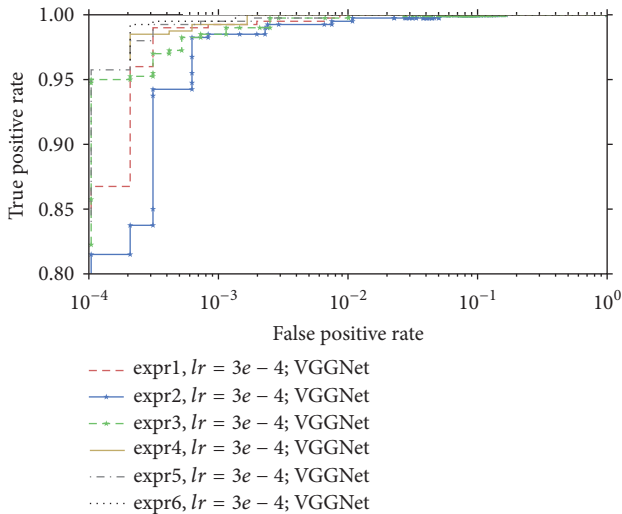 1.00
0.95
0.90
0.85
0.80
True positive rate
10⁻⁴ 10⁻³ 10⁻² 10⁻¹ 10⁰
False positive rate
expr1, lr = 3e − 4; VGGNet
expr2, lr = 3e − 4; VGGNet
expr3, lr = 3e − 4; VGGNet
expr4, lr = 3e − 4; VGGNet
expr5, lr = 3e − 4; VGGNet
expr6, lr = 3e − 4; VGGNet